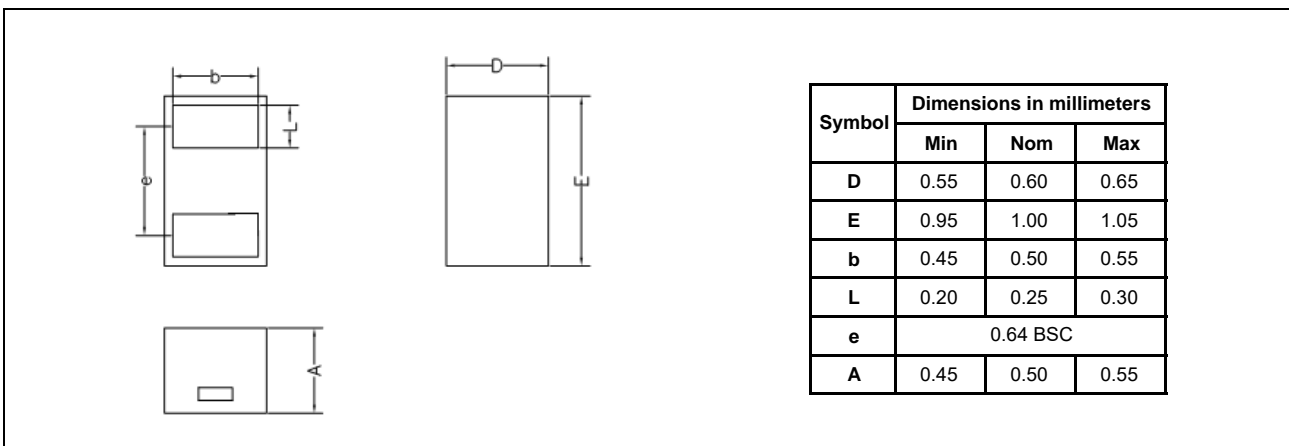 b
L
e
D
E
A
Symbol Dimensions in millimeters
Min Nom Max
D 0.55 0.60 0.65
E 0.95 1.00 1.05
b 0.45 0.50 0.55
L 0.20 0.25 0.30
e 0.64 BSC
A 0.45 0.50 0.55